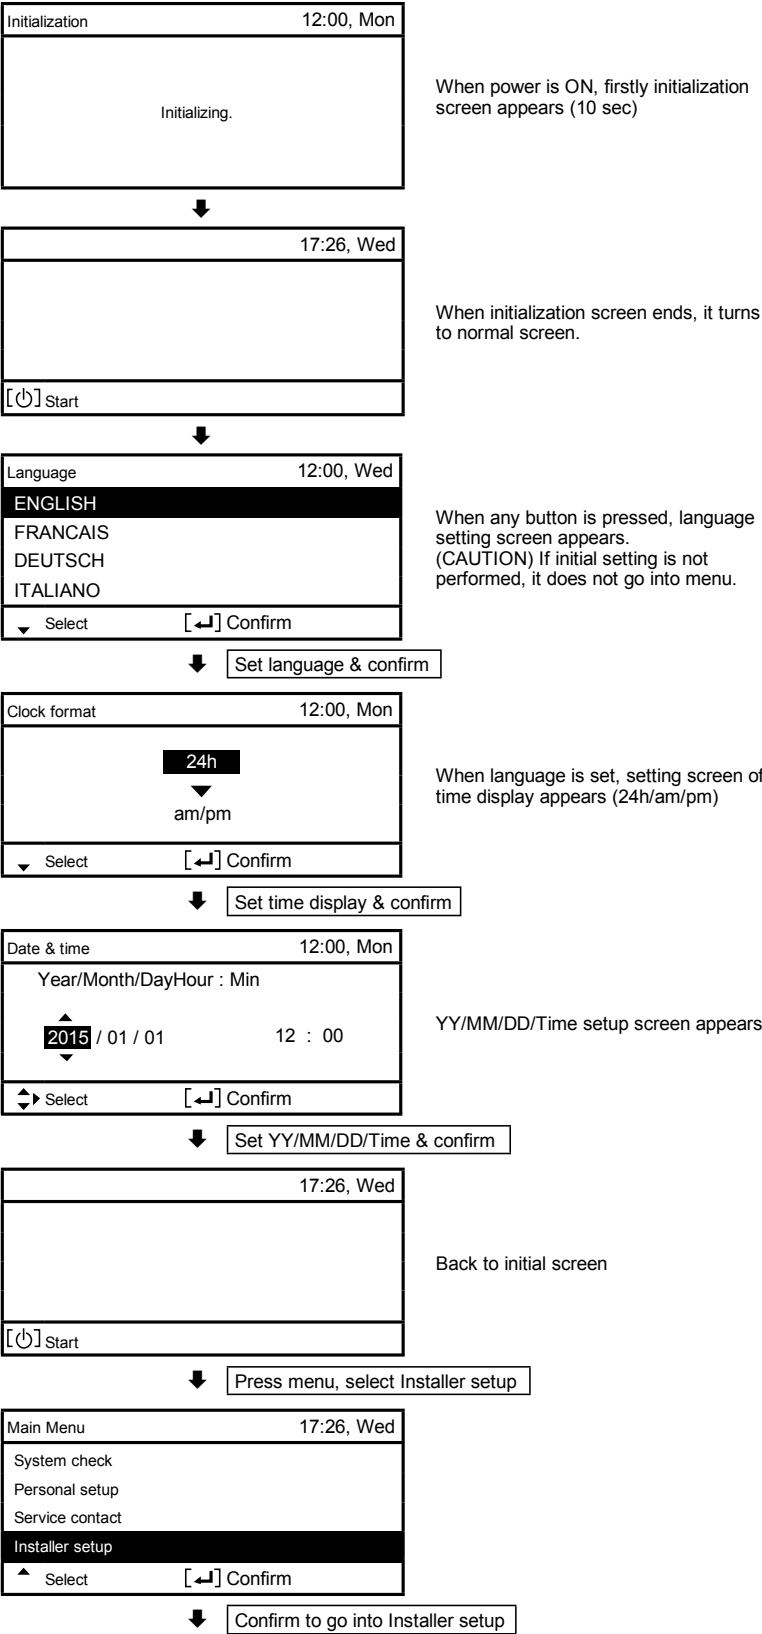 Initialization 12:00, Mon
Initializing.
When power is ON, firstly initialization
screen appears (10 sec)
17:26, Wed
[⏻] Start
When initialization screen ends, it turns
to normal screen.
Language 12:00, Wed
ENGLISH
FRANCAIS
DEUTSCH
ITALIANO
Select [↵] Confirm
When any button is pressed, language
setting screen appears.
(CAUTION) If initial setting is not
performed, it does not go into menu.
Set language & confirm
Clock format 12:00, Mon
24h
am/pm
Select [↵] Confirm
When language is set, setting screen of
time display appears (24h/am/pm)
Set time display & confirm
Date & time 12:00, Mon
Year/Month/DayHour : Min
2015 / 01 / 01 12 : 00
Select [↵] Confirm
YY/MM/DD/Time setup screen appears
Set YY/MM/DD/Time & confirm
17:26, Wed
[⏻] Start
Back to initial screen
Press menu, select Installer setup
Main Menu 17:26, Wed
System check
Personal setup
Service contact
Installer setup
Select [↵] Confirm
Confirm to go into Installer setup